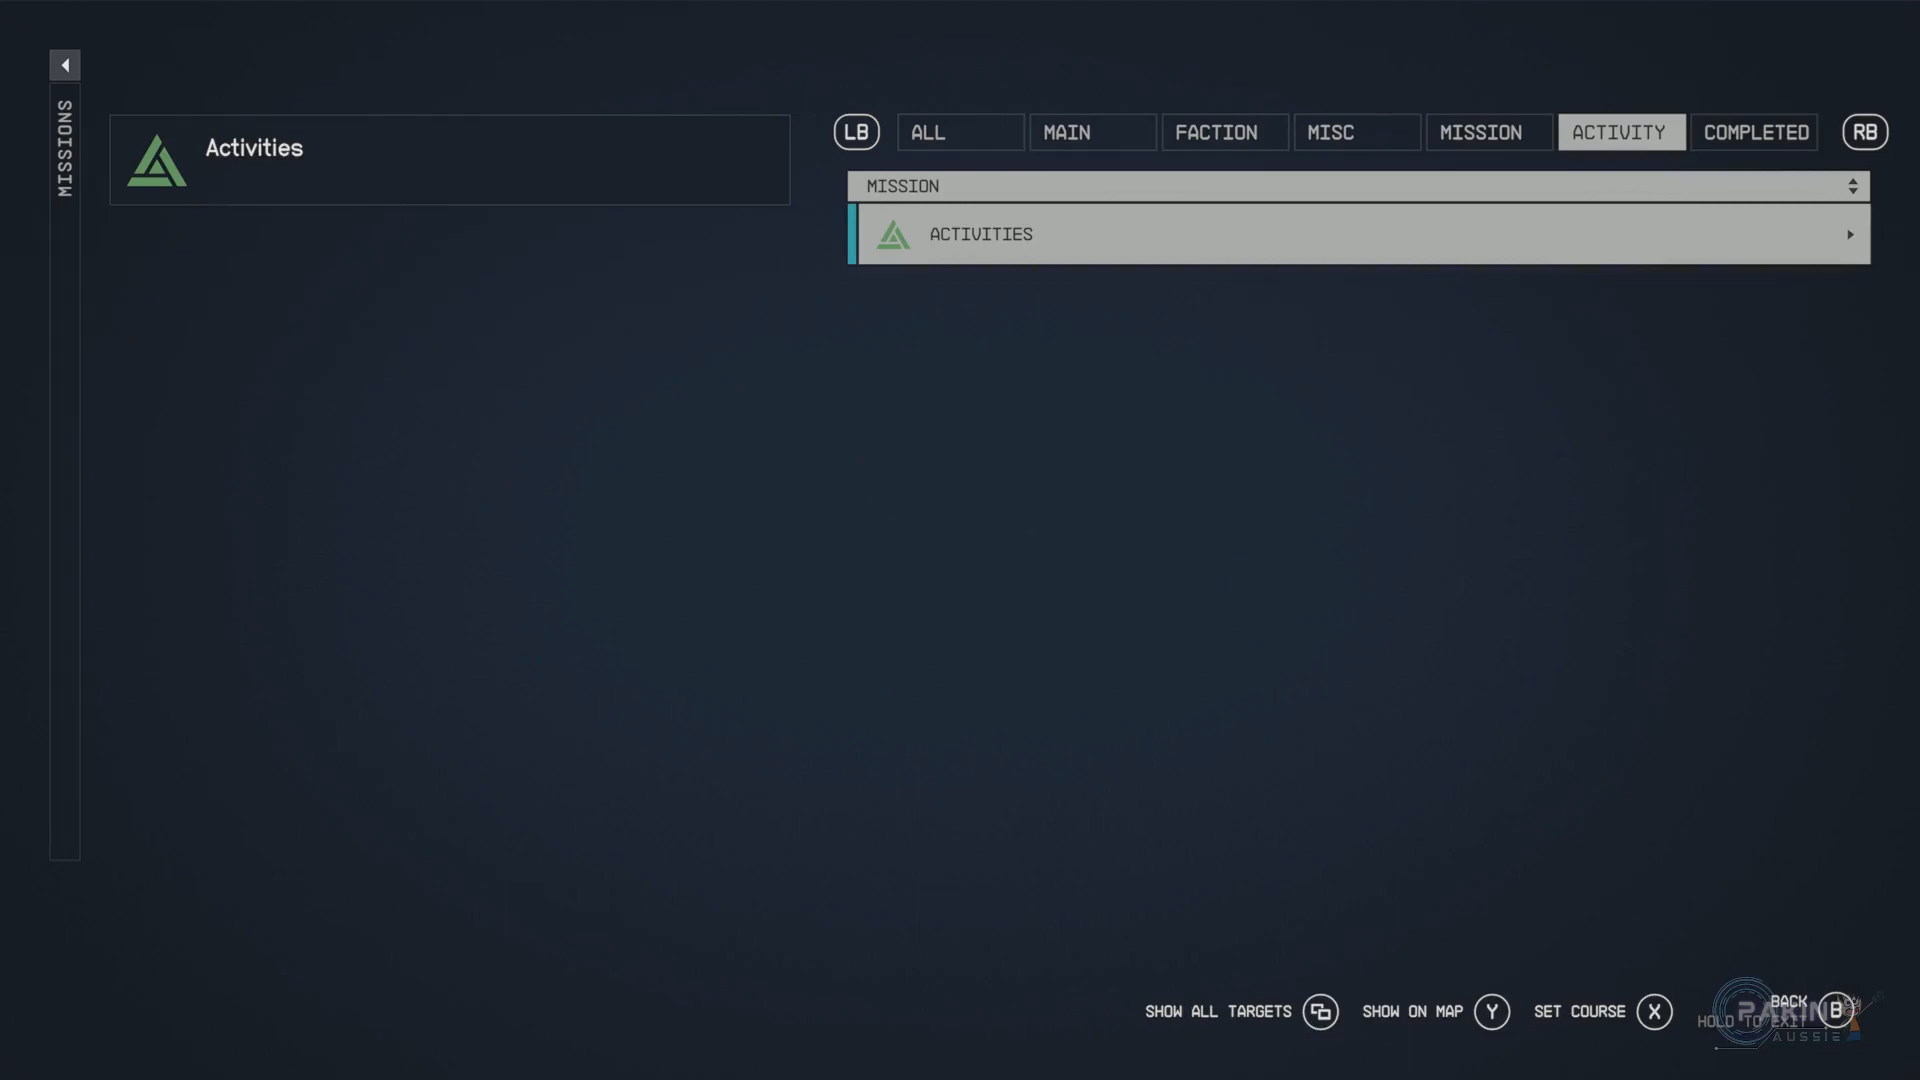 MISSIONS
Activities
LB ALL MAIN FACTION MISC MISSION ACTIVITY COMPLETED RB
MISSION
ACTIVITIES
SHOW ALL TARGETS SHOW ON MAP Y SET COURSE X BACK B
HOLD TO EXIT
AUSSIE